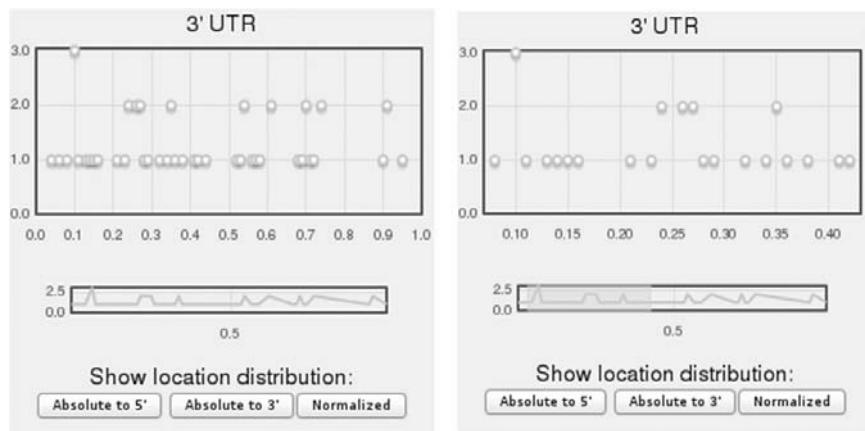 3' UTR
3.0
2.0
1.0
0.0
0.0 0.1 0.2 0.3 0.4 0.5 0.6 0.7 0.8 0.9 1.0
2.5
0.0
0.5
Show location distribution:
Absolute to 5' Absolute to 3' Normalized
3' UTR
3.0
2.0
1.0
0.0
0.10 0.15 0.20 0.25 0.30 0.35 0.40
2.5
0.0
0.5
Show location distribution:
Absolute to 5' Absolute to 3' Normalized